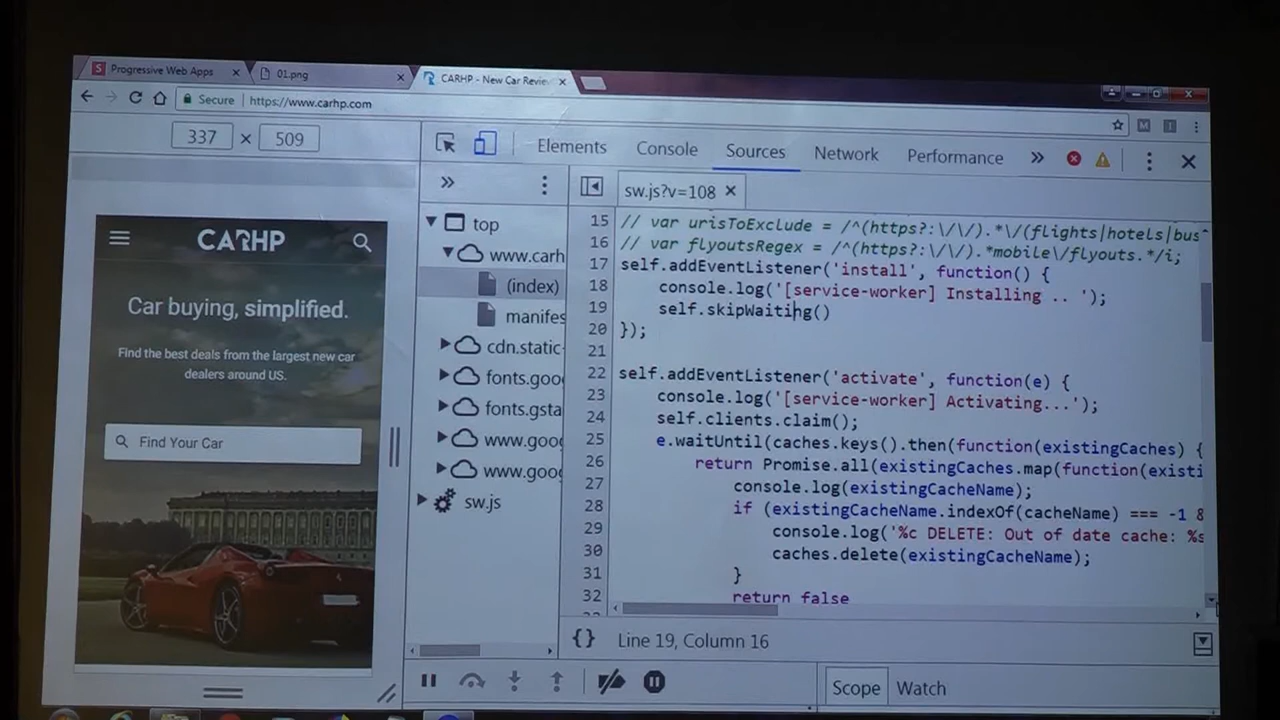 Progressive Web Apps
01.png
CARHP - New Car Revie
Secure
https://www.carhp.com
337 × 509
Elements Console Sources Network Performance
sw.js?v=108
top
www.carh
(index)
manifes
cdn.static-
fonts.goo
fonts.gsta
www.goo
www.goo
sw.js
CARHP
Car buying, simplified.
Find the best deals from the largest new car
dealers around US.
Find Your Car
15 // var urisToExclude = /^(https?:\/\/).*\/(flights|hotels|bus
16 // var flyoutsRegex = /^(https?:\/\/).*mobile\/flyouts.*/i;
17 self.addEventListener('install', function() {
18 console.log('[service-worker] Installing .. ');
19 self.skipWaiting()
20 });
21
22 self.addEventListener('activate', function(e) {
23 console.log('[service-worker] Activating...');
24 self.clients.claim();
25 e.waitUntil(caches.keys().then(function(existingCaches) {
26 return Promise.all(existingCaches.map(function(existi
27 console.log(existingCacheName);
28 if (existingCacheName.indexOf(cacheName) === -1 &
29 console.log('%c DELETE: Out of date cache: %s
30 caches.delete(existingCacheName);
31 }
32 return false
{} Line 19, Column 16
Scope Watch